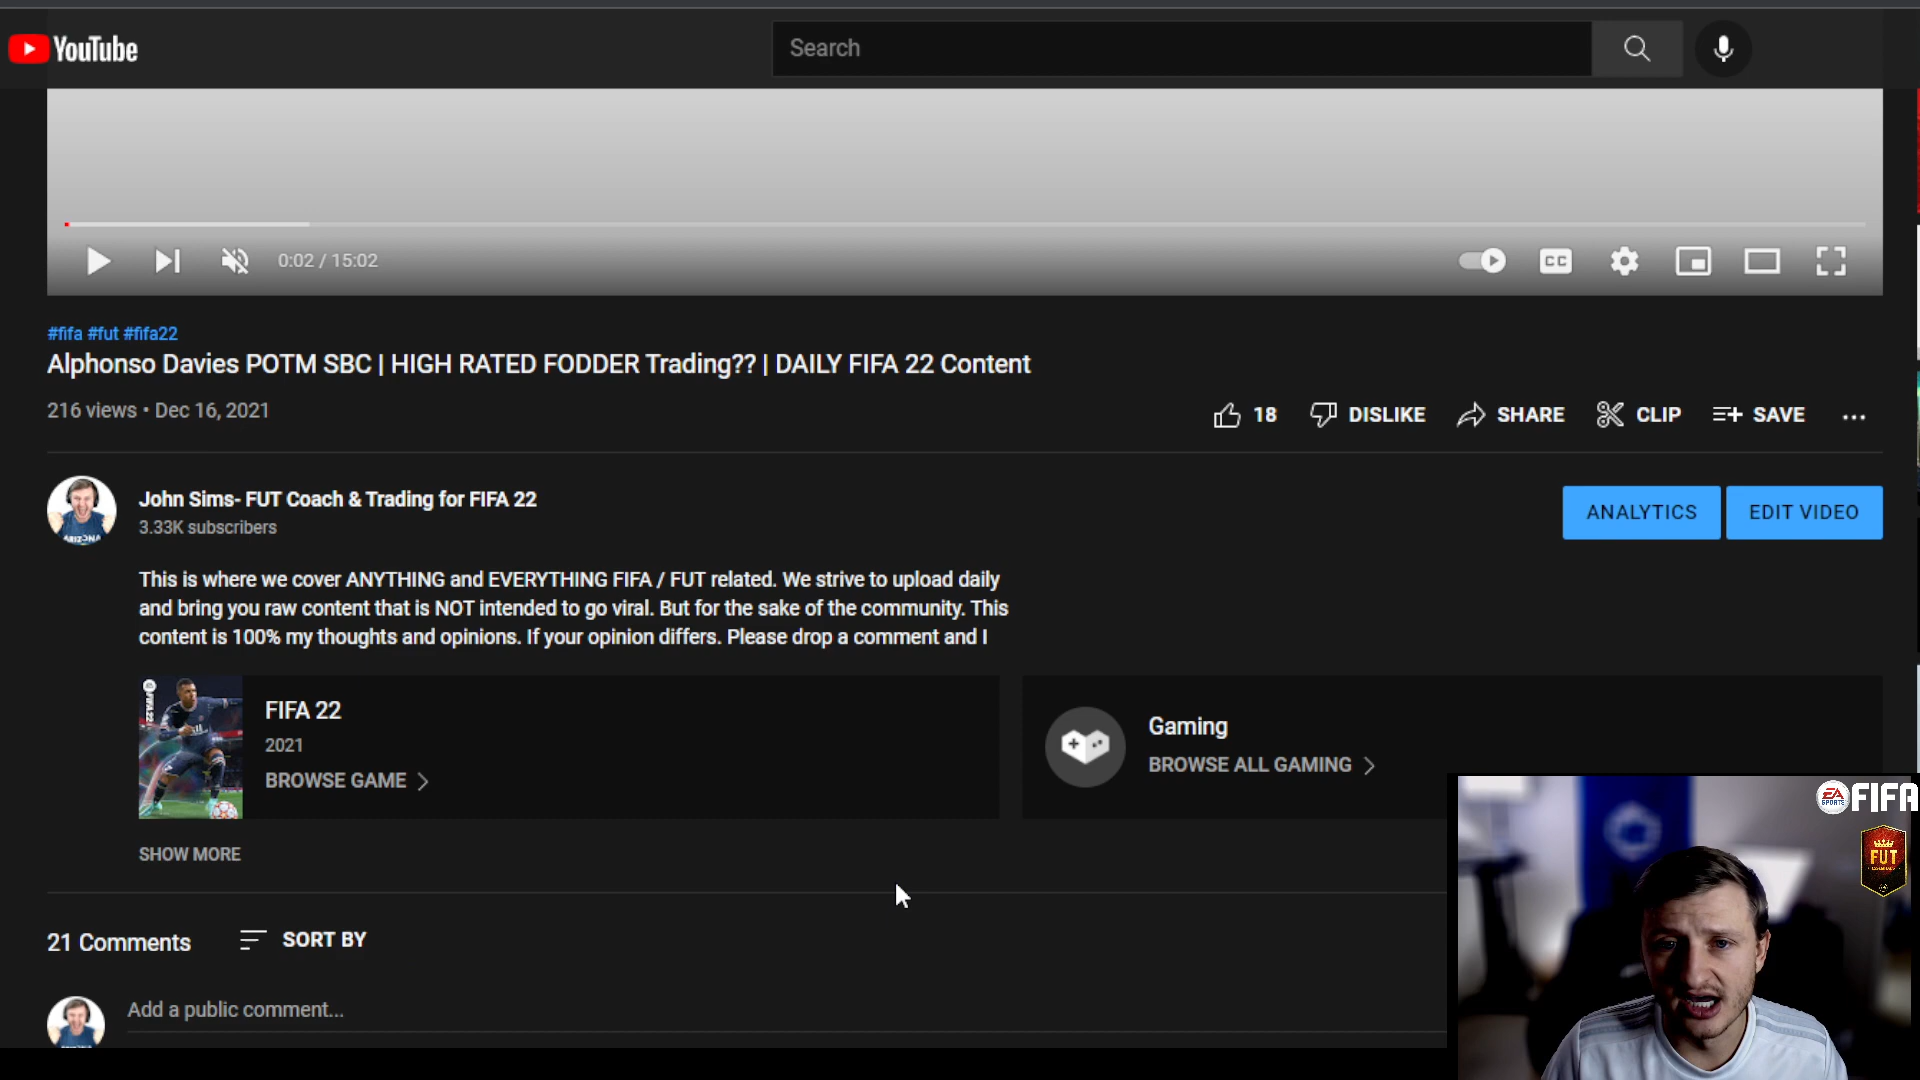 YouTube
Search
0:02 / 15:02
CC
#fifa #fut #fifa22
Alphonso Davies POTM SBC | HIGH RATED FODDER Trading?? | DAILY FIFA 22 Content
216 views • Dec 16, 2021
18
DISLIKE
SHARE
CLIP
SAVE
John Sims- FUT Coach & Trading for FIFA 22
3.33K subscribers
ANALYTICS
EDIT VIDEO
ARIZONA
This is where we cover ANYTHING and EVERYTHING FIFA / FUT related. We strive to upload daily
and bring you raw content that is NOT intended to go viral. But for the sake of the community. This
content is 100% my thoughts and opinions. If your opinion differs. Please drop a comment and I
FIFA 22
FIFA 22
2021
BROWSE GAME
Gaming
BROWSE ALL GAMING
SHOW MORE
EA SPORTS FIFA
FUT
21 Comments
SORT BY
Add a public comment...